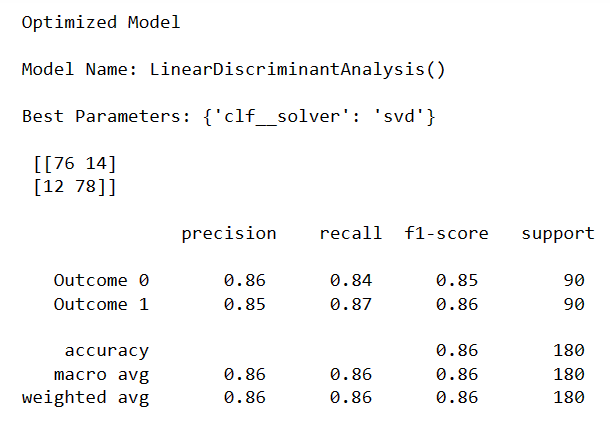 Optimized Model
Model Name: LinearDiscriminantAnalysis()
Best Parameters: {'clf__solver': 'svd'}
[[76 14]
[12 78]]
precision recall f1-score support
Outcome 0 0.86 0.84 0.85 90
Outcome 1 0.85 0.87 0.86 90
accuracy 0.86 180
macro avg 0.86 0.86 0.86 180
weighted avg 0.86 0.86 0.86 180